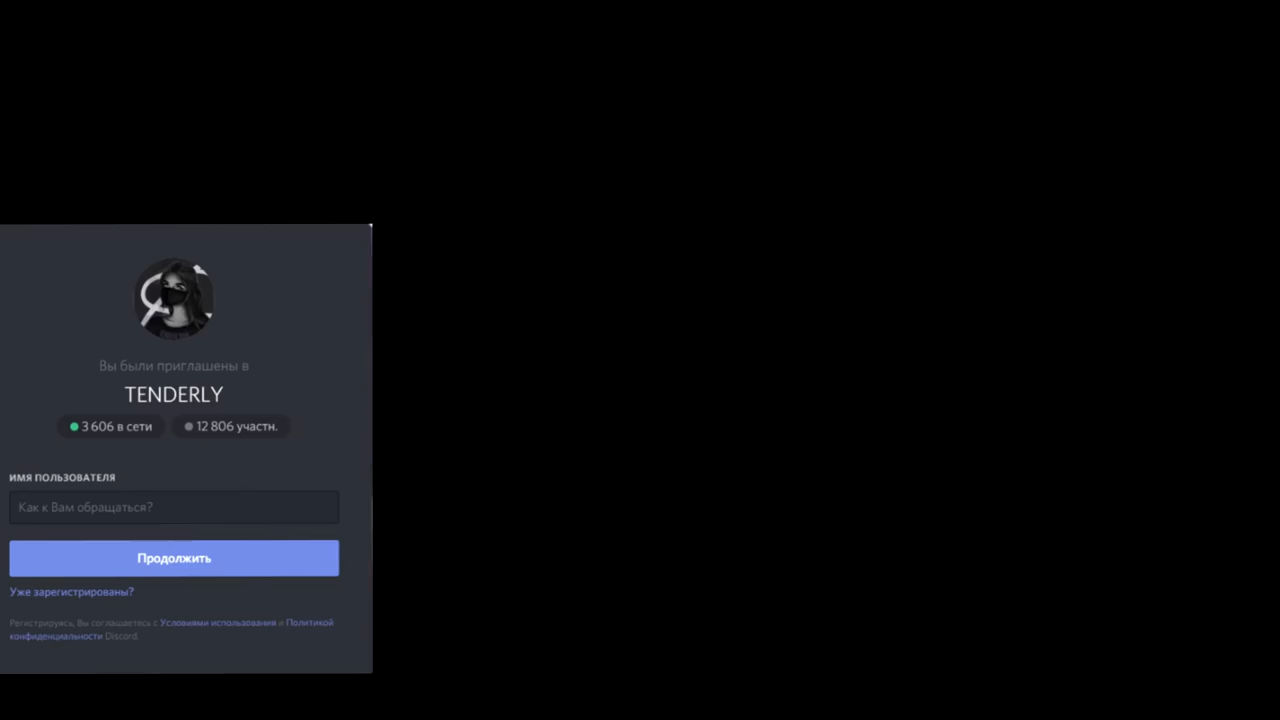 Вы были приглашены в
TENDERLY
3 606 в сети
12 806 участн.
ИМЯ ПОЛЬЗОВАТЕЛЯ
Как к Вам обращаться?
Продолжить
Уже зарегистрированы?
Регистрируясь, Вы соглашаетесь с Условиями использования и Политикой
конфиденциальности Discord.